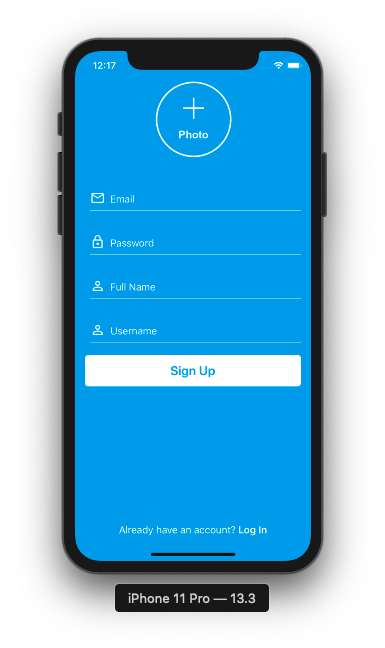 12:17
Photo
Email
Password
Full Name
Username
Sign Up
Already have an account? Log In
iPhone 11 Pro — 13.3